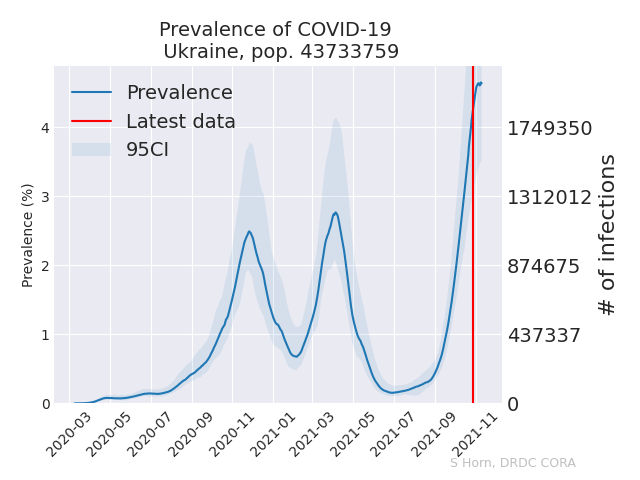 Prevalence of COVID-19
Ukraine, pop. 43733759
Prevalence
Latest data
95CI
Prevalence (%)
4
3
2
1
0
1749350
1312012
874675
437337
0
# of infections
2020-03
2020-05
2020-07
2020-09
2020-11
2021-01
2021-03
2021-05
2021-07
2021-09
2021-11
S Horn, DRDC CORA